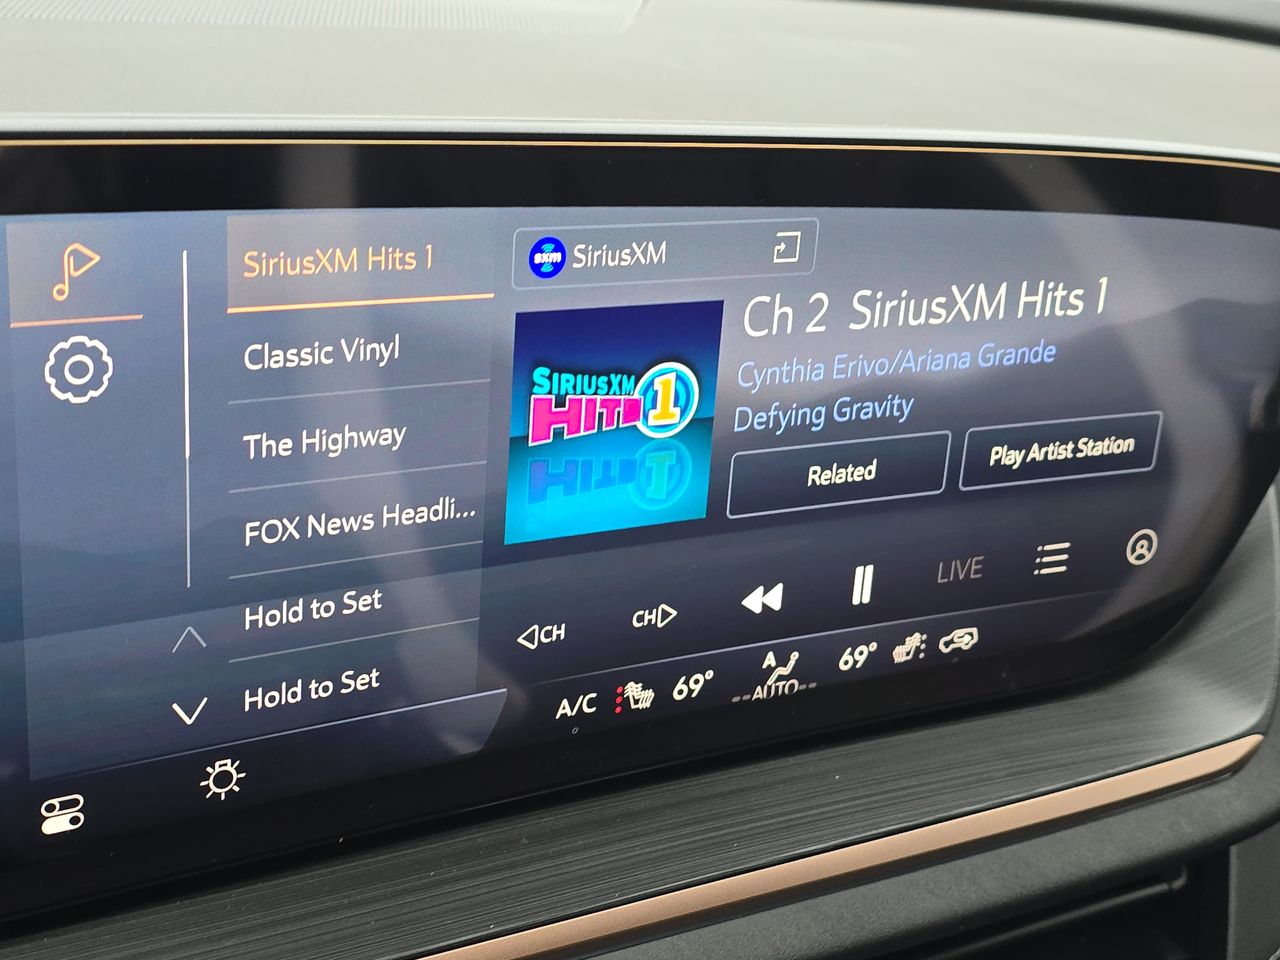 SiriusXM Hits 1
Classic Vinyl
The Highway
FOX News Headli...
Hold to Set
Hold to Set
sxm SiriusXM
SIRIUSXM
HITS 1
Ch 2 SiriusXM Hits 1
Cynthia Erivo/Ariana Grande
Defying Gravity
Related
Play Artist Station
CH
CH
LIVE
A/C
69°
A
--AUTO--
69°